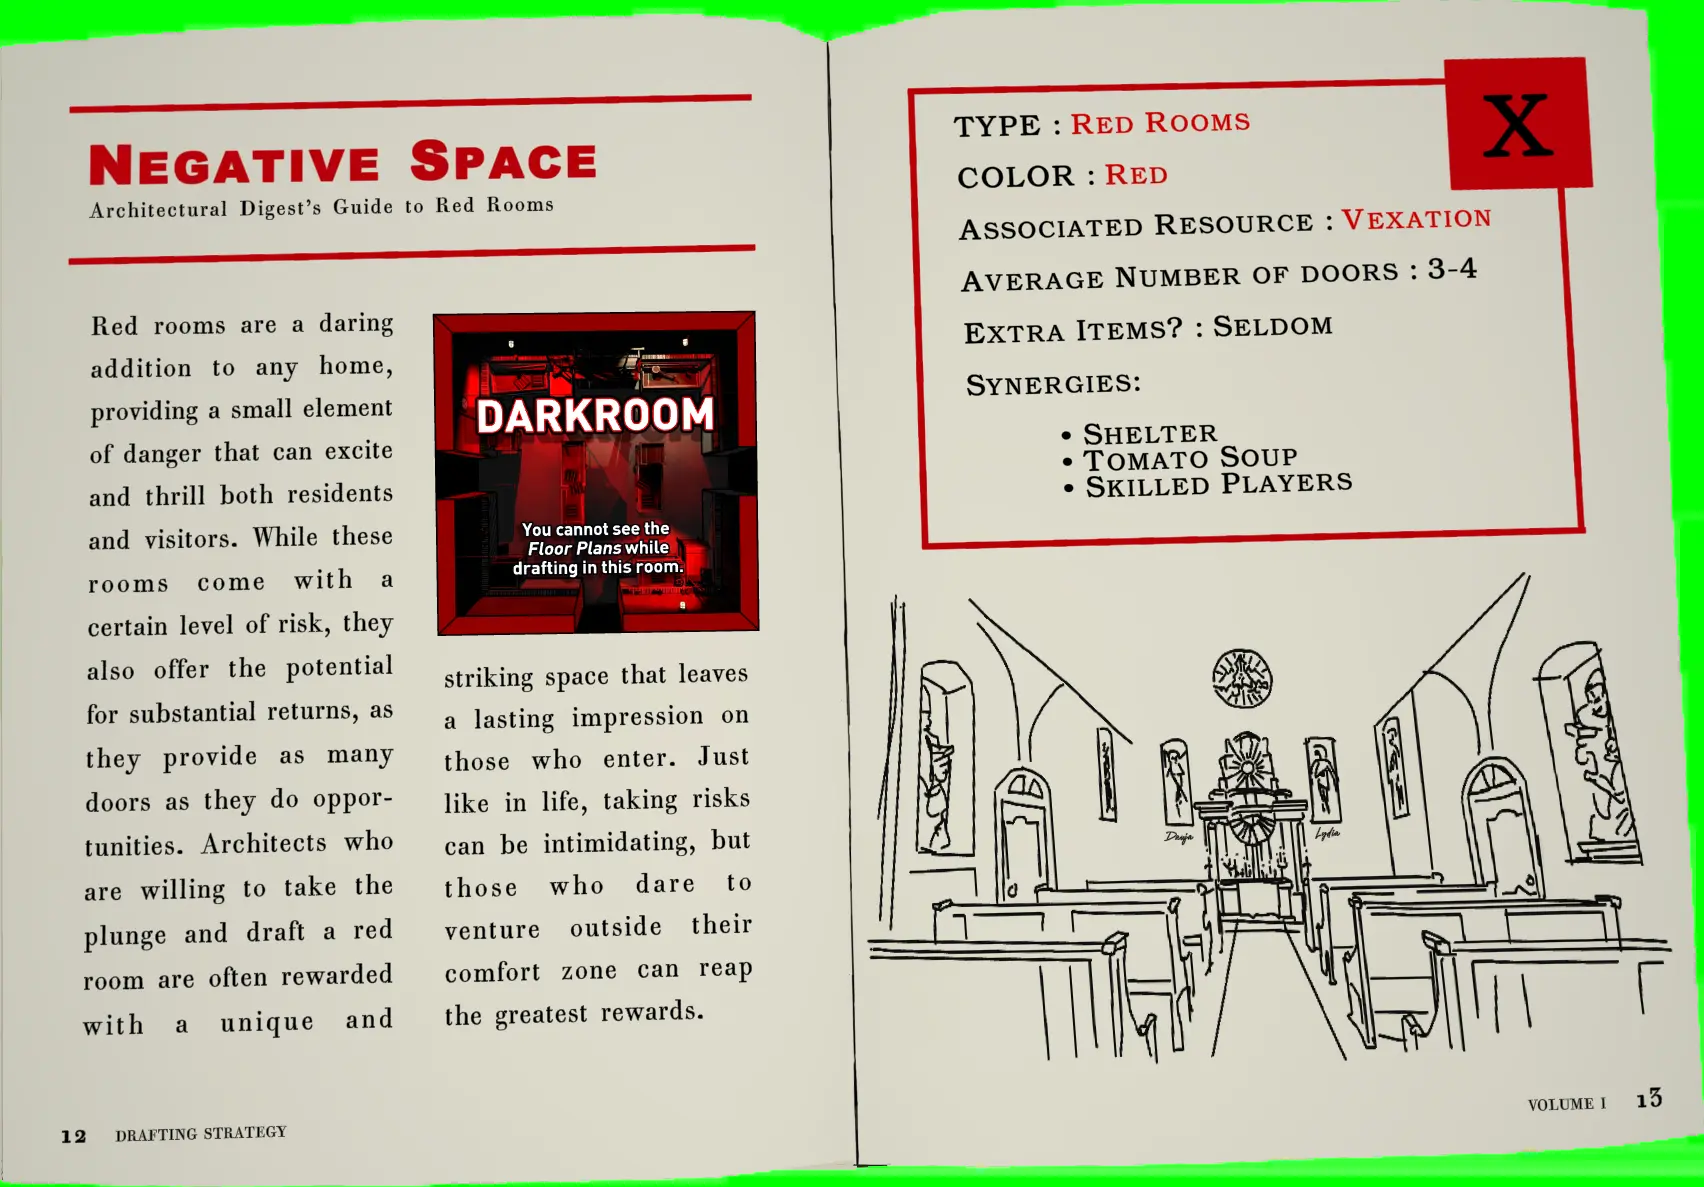 NEGATIVE SPACE
Architectural Digest's Guide to Red Rooms
Red rooms are a daring
addition to any home,
providing a small element
of danger that can excite
and thrill both residents
and visitors. While these
rooms come with a
certain level of risk, they
also offer the potential
for substantial returns, as
they provide as many
doors as they do oppor-
tunities. Architects who
are willing to take the
plunge and draft a red
room are often rewarded
with a unique and
DARKROOM
You cannot see the
Floor Plans while
drafting in this room.
striking space that leaves
a lasting impression on
those who enter. Just
like in life, taking risks
can be intimidating, but
those who dare to
venture outside their
comfort zone can reap
the greatest rewards.
12 DRAFTING STRATEGY
X
TYPE : RED ROOMS
COLOR : RED
ASSOCIATED RESOURCE : VEXATION
AVERAGE NUMBER OF DOORS : 3-4
EXTRA ITEMS? : SELDOM
SYNERGIES:
• SHELTER
• TOMATO SOUP
• SKILLED PLAYERS
Lydia
VOLUME I 13